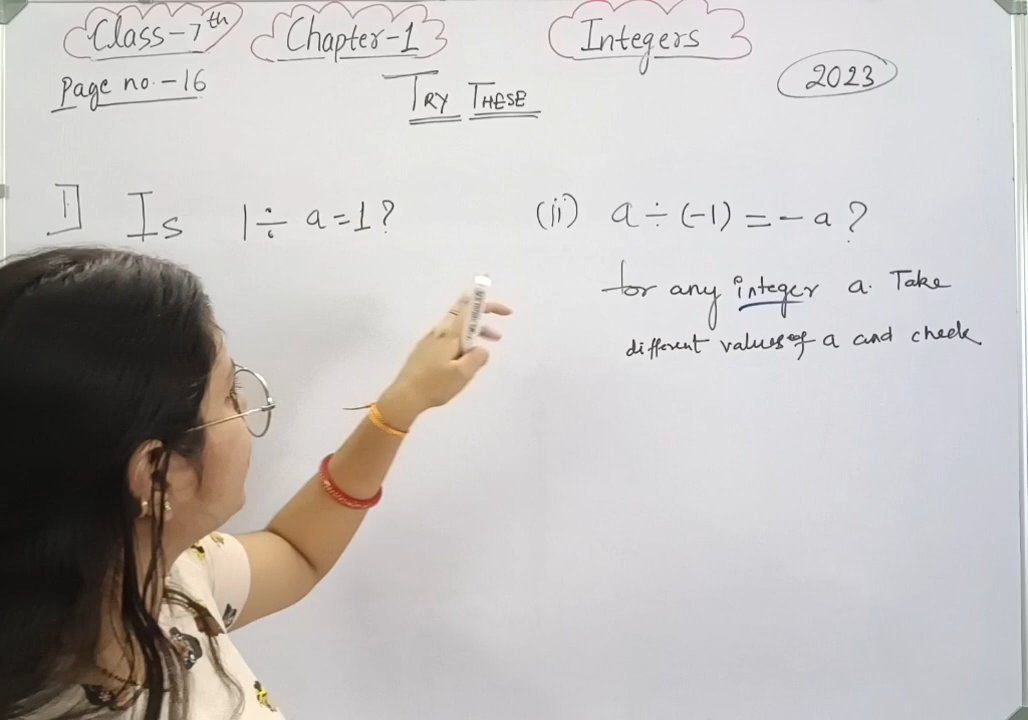 Class-7th Chapter-1 Integers
Page no.-16
TRY THESE
2023
I] Is 1÷ a=1?
(ii) a÷(-1) = -a?
for any integer a. Take
different values of a and check